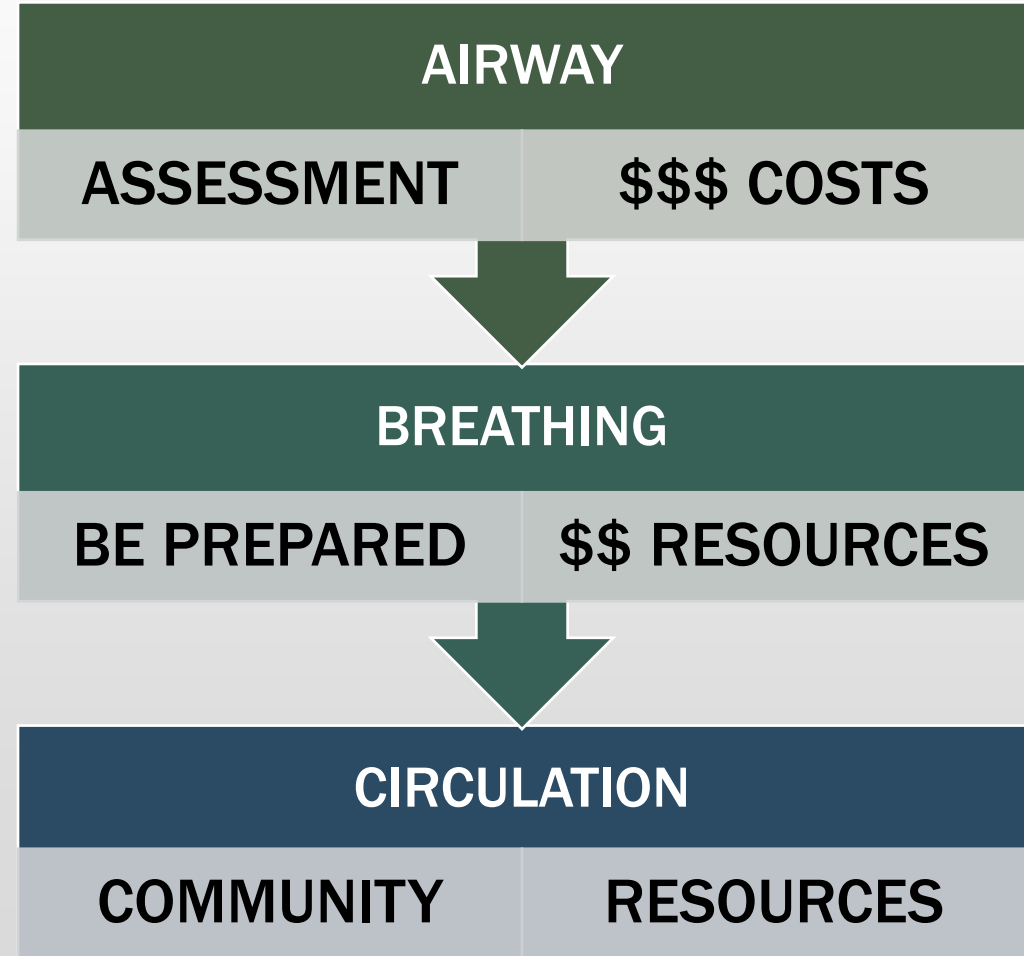 AIRWAY
ASSESSMENT $$$ COSTS
BREATHING
BE PREPARED $$ RESOURCES
CIRCULATION
COMMUNITY RESOURCES